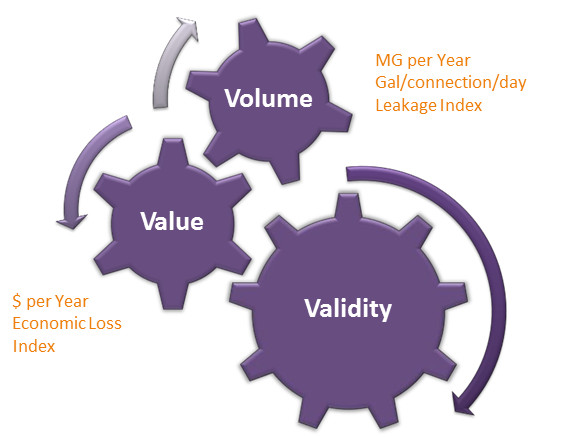 Volume
MG per Year
Gal/connection/day
Leakage Index
Value
$ per Year
Economic Loss
Index
Validity